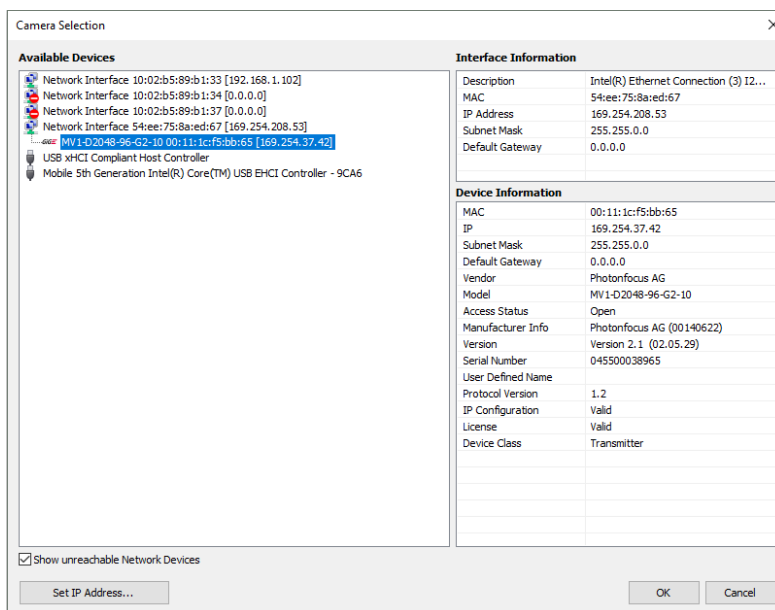 Camera Selection
Available Devices
Network Interface 10:02:b5:89:b1:33 [192.168.1.102]
Network Interface 10:02:b5:89:b1:34 [0.0.0.0]
Network Interface 10:02:b5:89:b1:37 [0.0.0.0]
Network Interface 54:ee:75:8a:ed:67 [169.254.208.53]
GIGE MV1-D2048-96-G2-10 00:11:1c:f5:bb:65 [169.254.37.42]
USB xHCI Compliant Host Controller
Mobile 5th Generation Intel(R) Core(TM) USB EHCI Controller - 9CA6
Interface Information
Description Intel(R) Ethernet Connection (3) I2...
MAC 54:ee:75:8a:ed:67
IP Address 169.254.208.53
Subnet Mask 255.255.0.0
Default Gateway 0.0.0.0
Device Information
MAC 00:11:1c:f5:bb:65
IP 169.254.37.42
Subnet Mask 255.255.0.0
Default Gateway 0.0.0.0
Vendor Photonfocus AG
Model MV1-D2048-96-G2-10
Access Status Open
Manufacturer Info Photonfocus AG (00140622)
Version Version 2.1 (02.05.29)
Serial Number 045500038965
User Defined Name
Protocol Version 1.2
IP Configuration Valid
License Valid
Device Class Transmitter
Show unreachable Network Devices
Set IP Address...
OK
Cancel